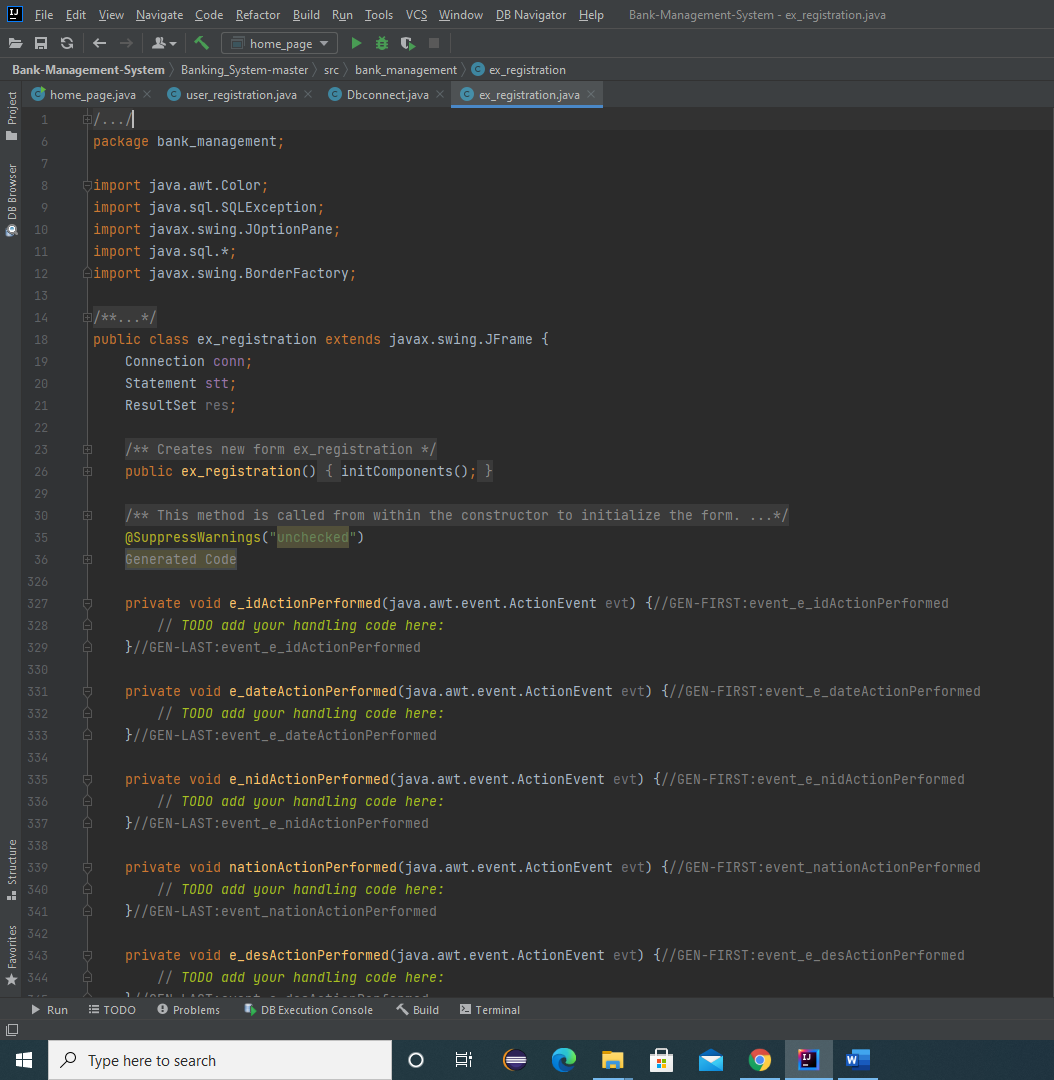 File Edit View Navigate Code Refactor Build Run Tools VCS Window DB Navigator Help Bank-Management-System - ex_registration.java
home_page
Bank-Management-System Banking_System-master src bank_management ex_registration
home_page.java user_registration.java Dbconnect.java ex_registration.java
Project
DB Browser
Structure
Favorites
1 /.../
6 package bank_management;
7
8 import java.awt.Color;
9 import java.sql.SQLException;
10 import javax.swing.JOptionPane;
11 import java.sql.*;
12 import javax.swing.BorderFactory;
13
14 /**...*/
18 public class ex_registration extends javax.swing.JFrame {
19 Connection conn;
20 Statement stt;
21 ResultSet res;
22
23 /** Creates new form ex_registration */
26 public ex_registration() { initComponents(); }
29
30 /** This method is called from within the constructor to initialize the form. ...*/
35 @SuppressWarnings("unchecked")
36 Generated Code
326
327 private void e_idActionPerformed(java.awt.event.ActionEvent evt) {//GEN-FIRST:event_e_idActionPerformed
328 // TODO add your handling code here:
329 }//GEN-LAST:event_e_idActionPerformed
330
331 private void e_dateActionPerformed(java.awt.event.ActionEvent evt) {//GEN-FIRST:event_e_dateActionPerformed
332 // TODO add your handling code here:
333 }//GEN-LAST:event_e_dateActionPerformed
334
335 private void e_nidActionPerformed(java.awt.event.ActionEvent evt) {//GEN-FIRST:event_e_nidActionPerformed
336 // TODO add your handling code here:
337 }//GEN-LAST:event_e_nidActionPerformed
338
339 private void nationActionPerformed(java.awt.event.ActionEvent evt) {//GEN-FIRST:event_nationActionPerformed
340 // TODO add your handling code here:
341 }//GEN-LAST:event_nationActionPerformed
342
343 private void e_desActionPerformed(java.awt.event.ActionEvent evt) {//GEN-FIRST:event_e_desActionPerformed
344 // TODO add your handling code here:
345 }//GEN-LAST:event_e_desActionPerformed
Run TODO Problems DB Execution Console Build Terminal
Type here to search